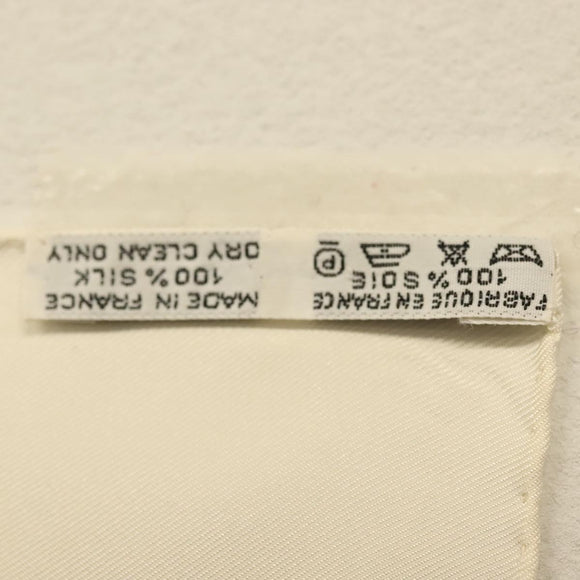 FABRIQUE EN FRANCE
100% SOIE
P
MADE IN FRANCE
100% SILK
DRY CLEAN ONLY